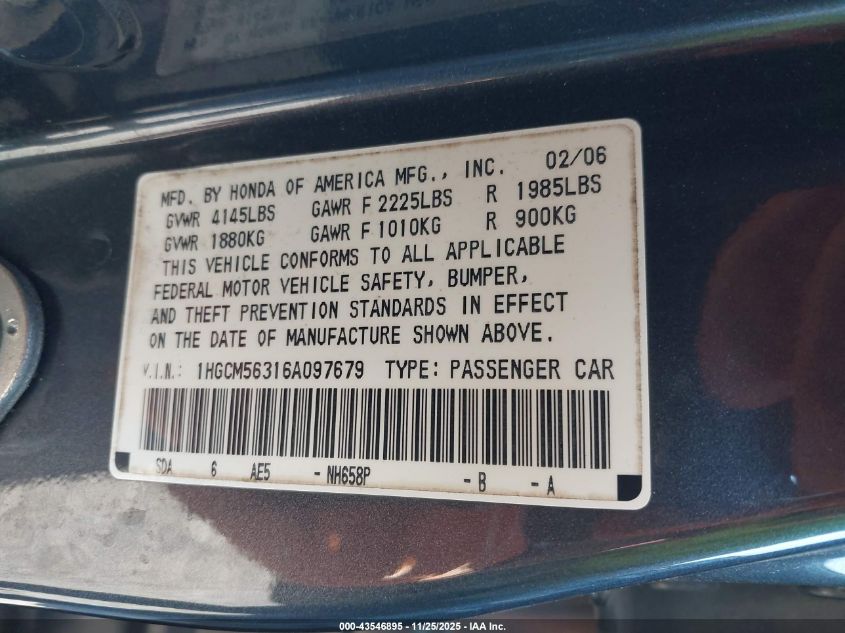 MFD. BY HONDA OF AMERICA MFG., INC. 02/06
GVWR 4145LBS GAWR F 2225LBS R 1985LBS
GVWR 1880KG GAWR F 1010KG R 900KG
THIS VEHICLE CONFORMS TO ALL APPLICABLE
FEDERAL MOTOR VEHICLE SAFETY, BUMPER,
AND THEFT PREVENTION STANDARDS IN EFFECT
ON THE DATE OF MANUFACTURE SHOWN ABOVE.
V.I.N.: 1HGCM56316A097679 TYPE: PASSENGER CAR
SDA 6 AE5 - NH658P - B - A
000-43546895 - 11/25/2025 - IAA Inc.